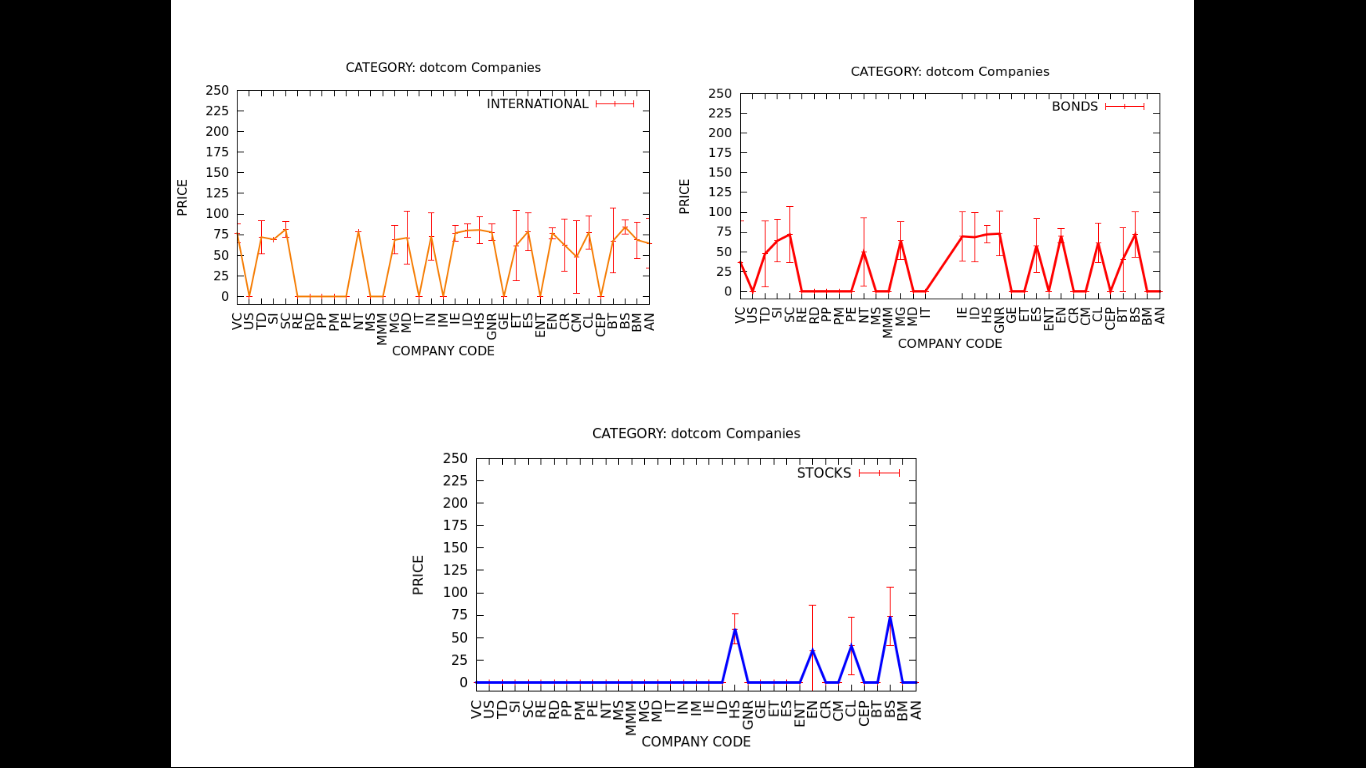 CATEGORY: dotcom Companies
INTERNATIONAL
250
225
200
175
150
125
100
75
50
25
0
PRICE
VC US TD SI SC RE RD PP PM PE NT MS MMM MG MD IT IN IM IE ID HS GNR GE ET ES ENT EN CR CM CL CEP BT BS BM AN
COMPANY CODE
CATEGORY: dotcom Companies
BONDS
250
225
200
175
150
125
100
75
50
25
0
PRICE
VC US TD SI SC RE RD PP PM PE NT MS MMM MG MD IT IE ID HS GNR GE ET ES ENT EN CR CM CL CEP BT BS BM AN
COMPANY CODE
CATEGORY: dotcom Companies
STOCKS
250
225
200
175
150
125
100
75
50
25
0
PRICE
VC US TD SI SC RE RD PP PM PE NT MS MMM MG MD IT IN IM IE ID HS GNR GE ET ES ENT EN CR CM CL CEP BT BS BM AN
COMPANY CODE